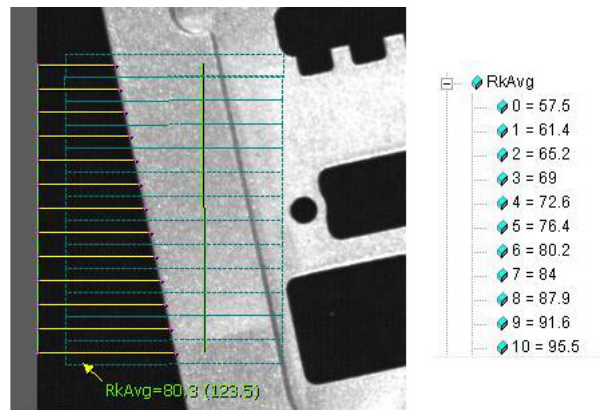 RkAvg=80.3 (123.5)
RkAvg
0 = 57.5
1 = 61.4
2 = 65.2
3 = 69
4 = 72.6
5 = 76.4
6 = 80.2
7 = 84
8 = 87.9
9 = 91.6
10 = 95.5